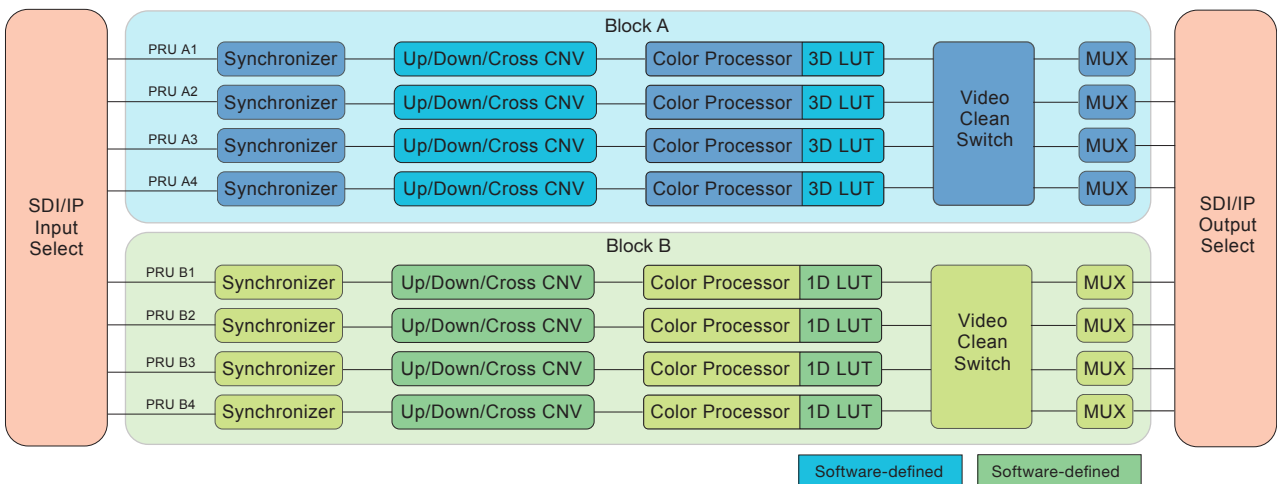 Block A
PRU A1
Synchronizer
Up/Down/Cross CNV
Color Processor
3D LUT
MUX
PRU A2
Synchronizer
Up/Down/Cross CNV
Color Processor
3D LUT
MUX
PRU A3
Synchronizer
Up/Down/Cross CNV
Color Processor
3D LUT
MUX
PRU A4
Synchronizer
Up/Down/Cross CNV
Color Processor
3D LUT
MUX
Video
Clean
Switch
SDI/IP
Input
Select
SDI/IP
Output
Select
Block B
PRU B1
Synchronizer
Up/Down/Cross CNV
Color Processor
1D LUT
MUX
PRU B2
Synchronizer
Up/Down/Cross CNV
Color Processor
1D LUT
MUX
PRU B3
Synchronizer
Up/Down/Cross CNV
Color Processor
1D LUT
MUX
PRU B4
Synchronizer
Up/Down/Cross CNV
Color Processor
1D LUT
MUX
Video
Clean
Switch
Software-defined
Software-defined